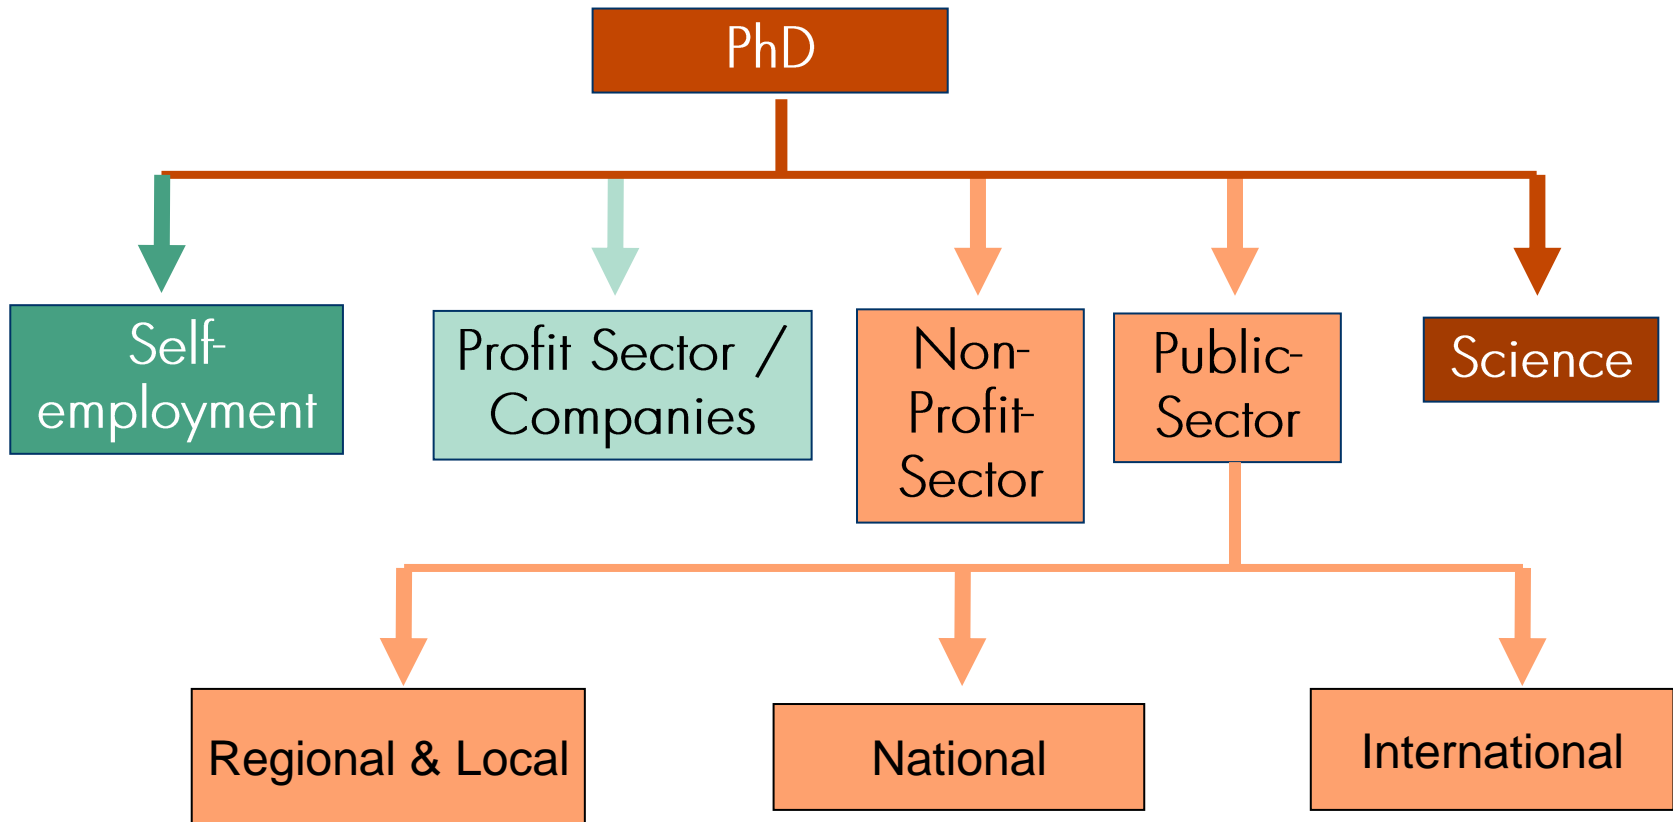 PhD
Self-
employment
Profit Sector /
Companies
Non-
Profit-
Sector
Public-
Sector
Science
Regional & Local
National
International